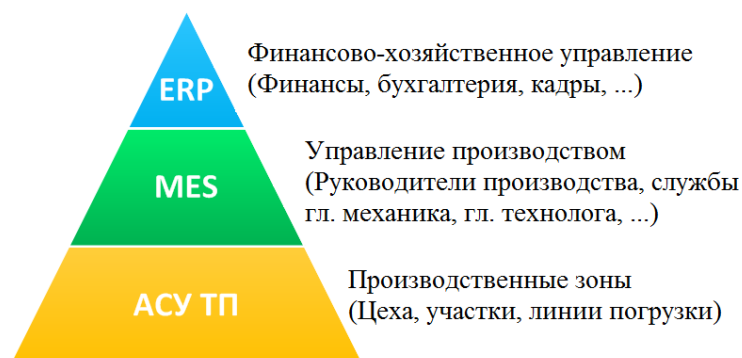 Финансово-хозяйственное управление
ERP (Финансы, бухгалтерия, кадры, ...)
Управление производством
MES (Руководители производства, службы
гл. механика, гл. технолога, ...)
Производственные зоны
АСУ ТП (Цеха, участки, линии погрузки)